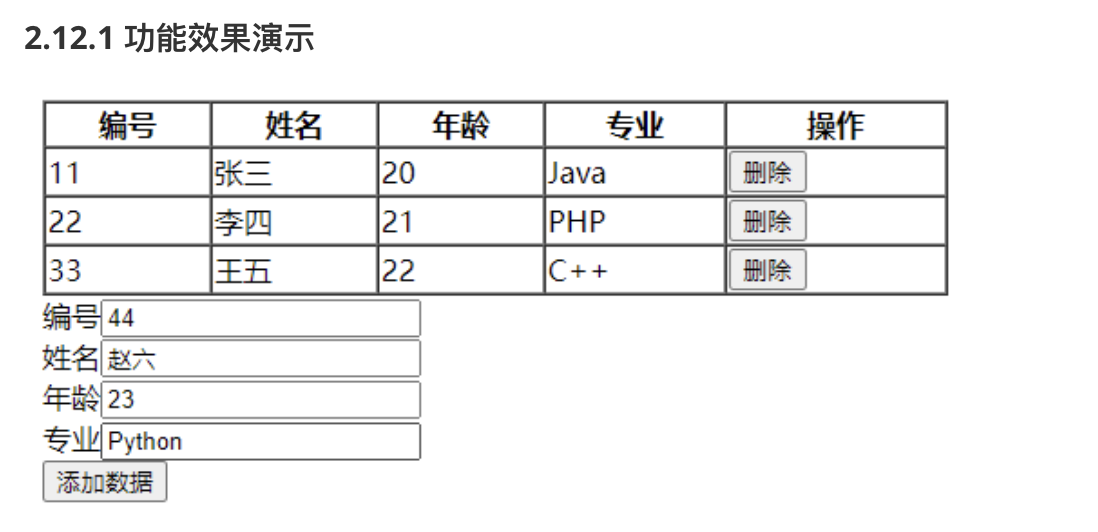 2.12.1 功能效果演示
编号 姓名 年龄 专业 操作
11 张三 20 Java 删除
22 李四 21 PHP 删除
33 王五 22 C++ 删除
编号 44
姓名 赵六
年龄 23
专业 Python
添加数据